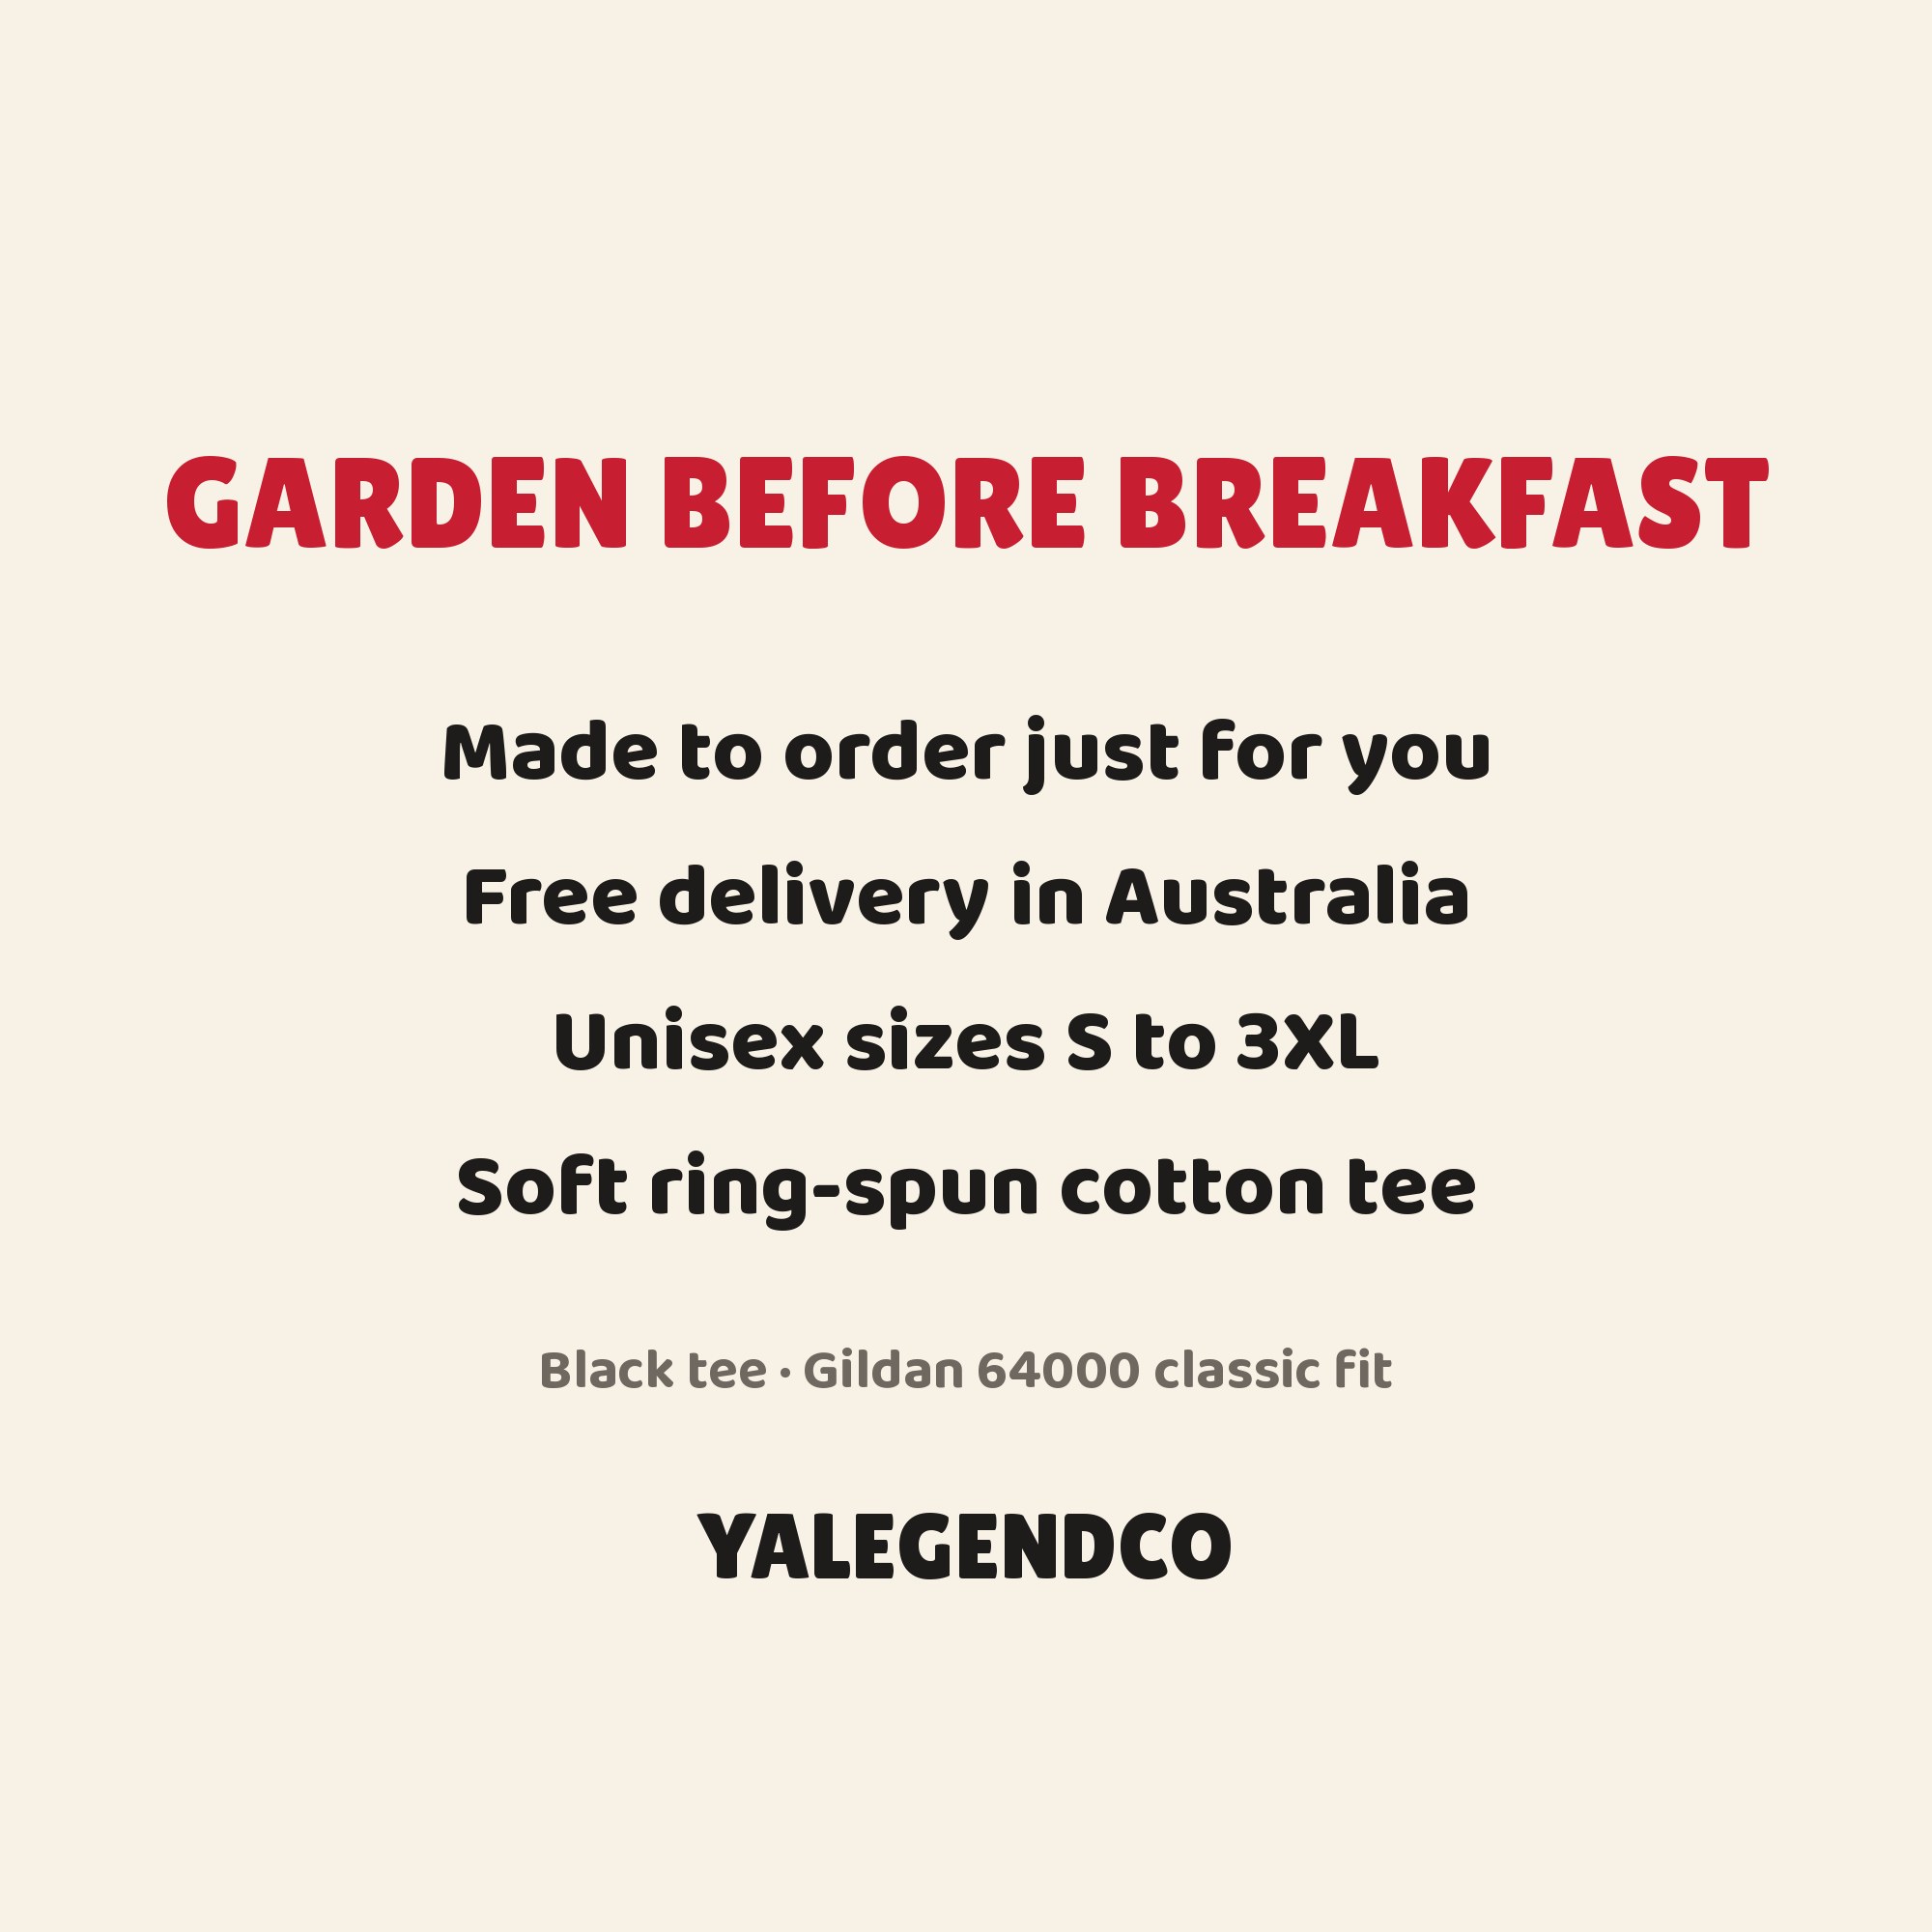 GARDEN BEFORE BREAKFAST
Made to order just for you
Free delivery in Australia
Unisex sizes S to 3XL
Soft ring-spun cotton tee
Black tee • Gildan 64000 classic fit
YALEGENDCO